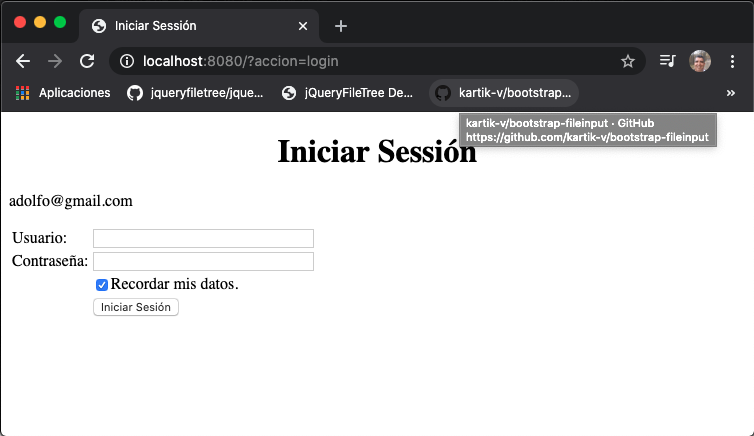 Iniciar Sessión
localhost:8080/?accion=login
Aplicaciones
jqueryfiletree/jque...
jQueryFileTree De...
kartik-v/bootstrap...
»
kartik-v/bootstrap-fileinput · GitHub
https://github.com/kartik-v/bootstrap-fileinput
Iniciar Sessión
adolfo@gmail.com
Usuario:
Contraseña:
Recordar mis datos.
Iniciar Sesión